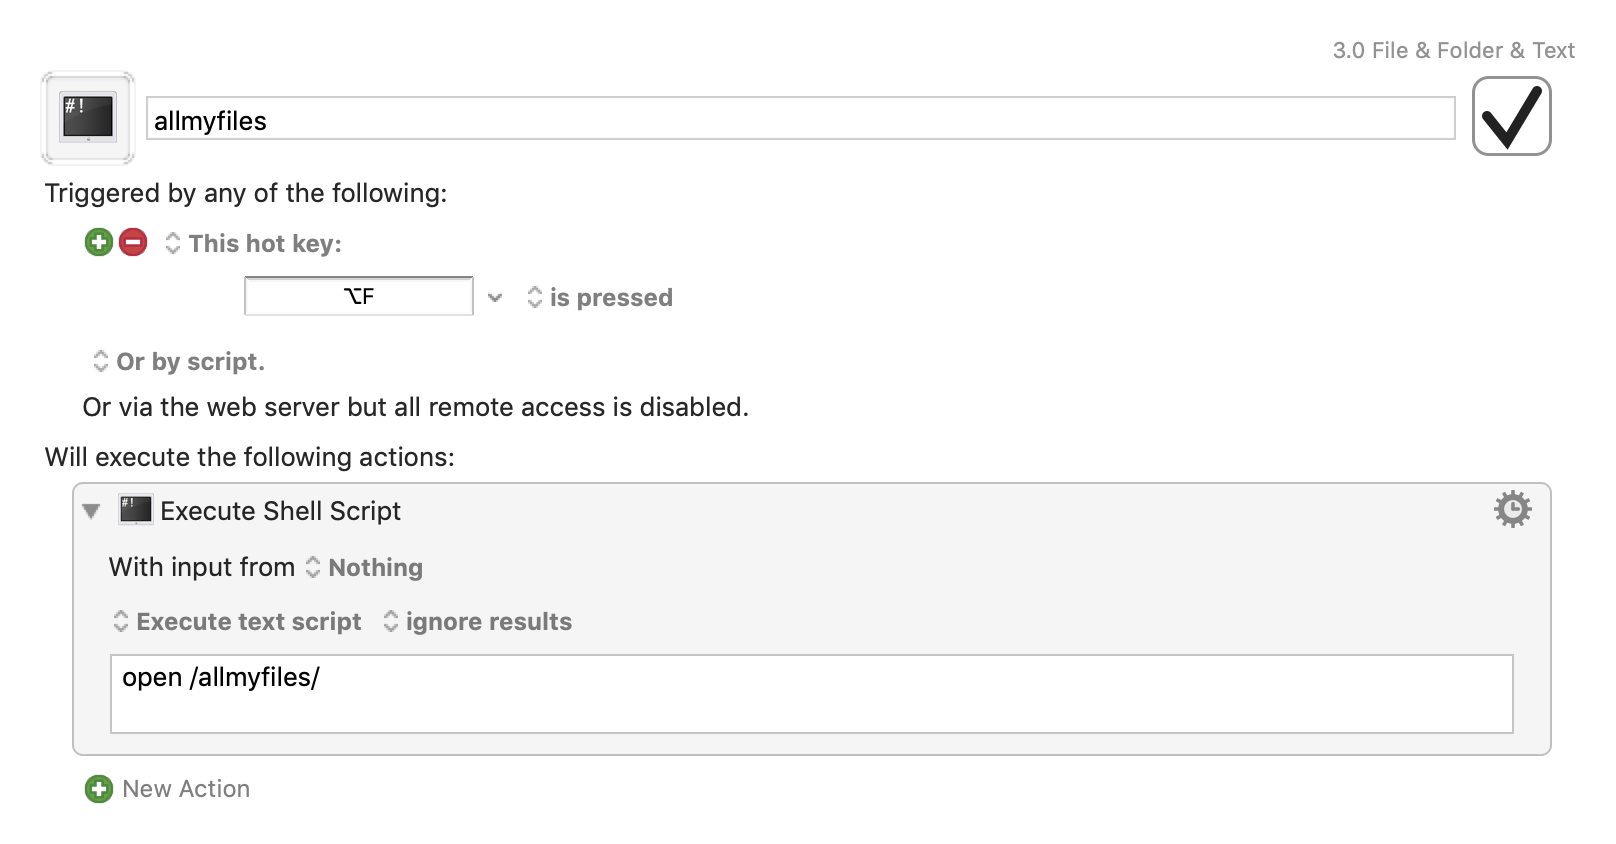 3.0 File & Folder & Text
#!
allmyfiles
Triggered by any of the following:
This hot key:
⌥F
is pressed
Or by script.
Or via the web server but all remote access is disabled.
Will execute the following actions:
#! Execute Shell Script
With input from Nothing
Execute text script ignore results
open /allmyfiles/
New Action